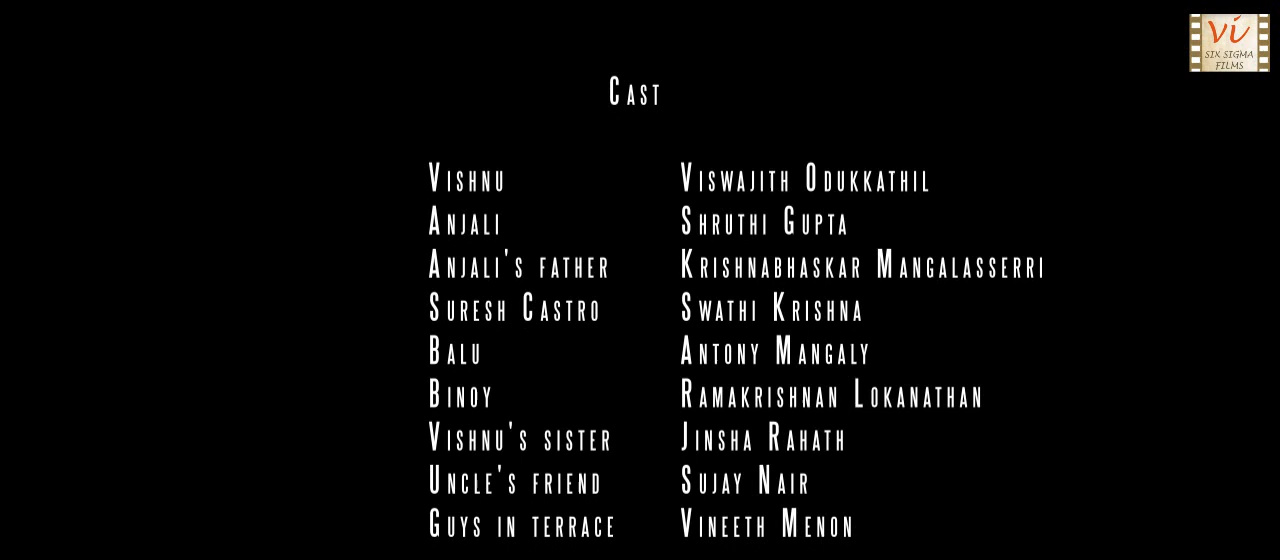 Vi
SIX SIGMA
FILMS
Cast
Vishnu Viswajith Odukkathil
Anjali Shruthi Gupta
Anjali's father Krishnabhaskar Mangalasserri
Suresh Castro Swathi Krishna
Balu Antony Mangaly
Binoy Ramakrishnan Lokanathan
Vishnu's sister Jinsha Rahath
Uncle's friend Sujay Nair
Guys in terrace Vineeth Menon